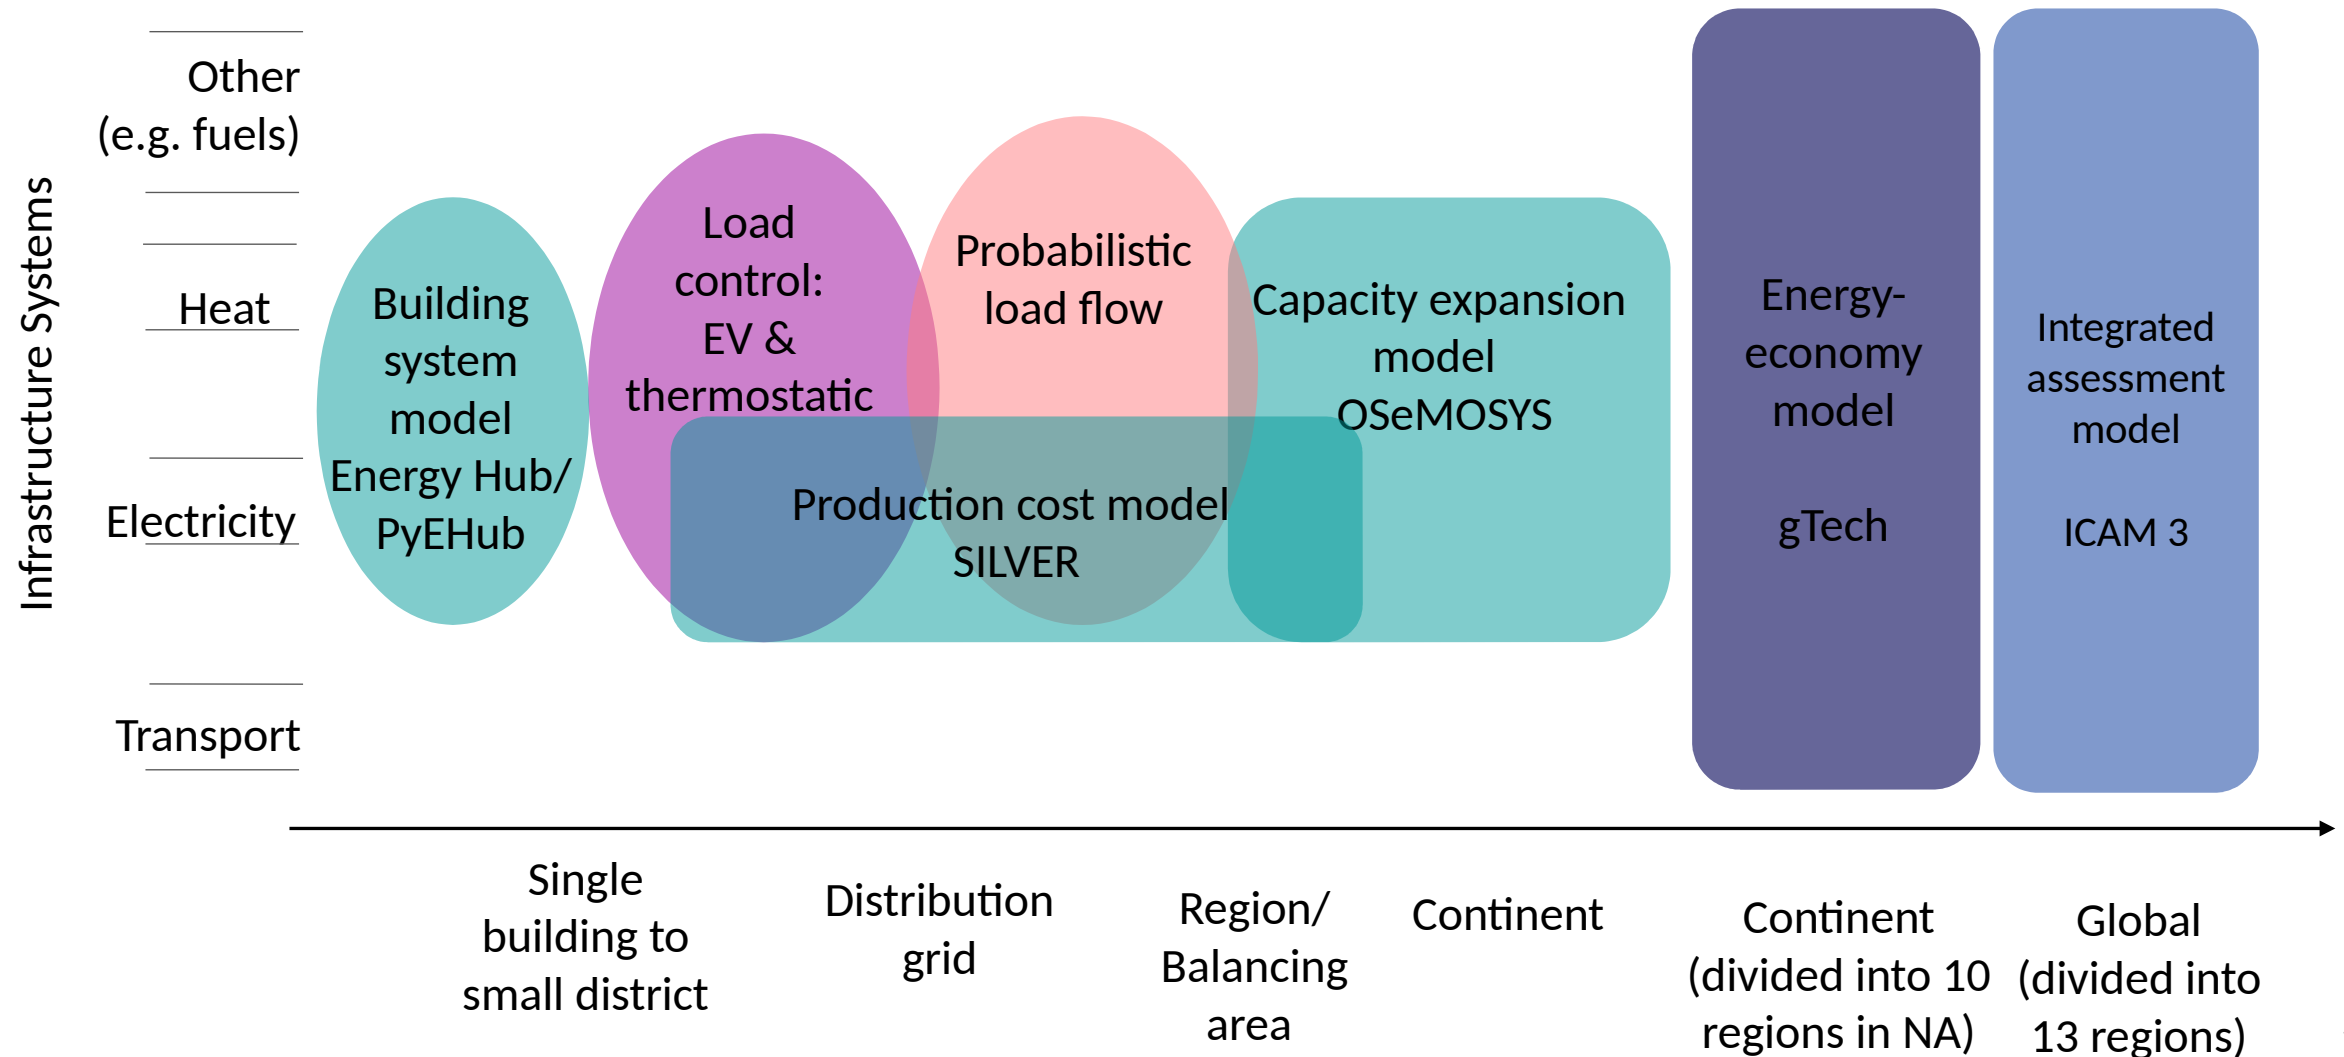 Infrastructure Systems
Other
(e.g. fuels)
Heat
Electricity
Transport
Building
system
model
Energy Hub/
PyEHub
Load
control:
EV &
thermostatic
Probabilistic
load flow
Production cost model
SILVER
Capacity expansion
model
OSeMOSYS
Energy-
economy
model
gTech
Integrated
assessment
model
ICAM 3
Single
building to
small district
Distribution
grid
Region/
Balancing
area
Continent
Continent
(divided into 10
regions in NA)
Global
(divided into
13 regions)